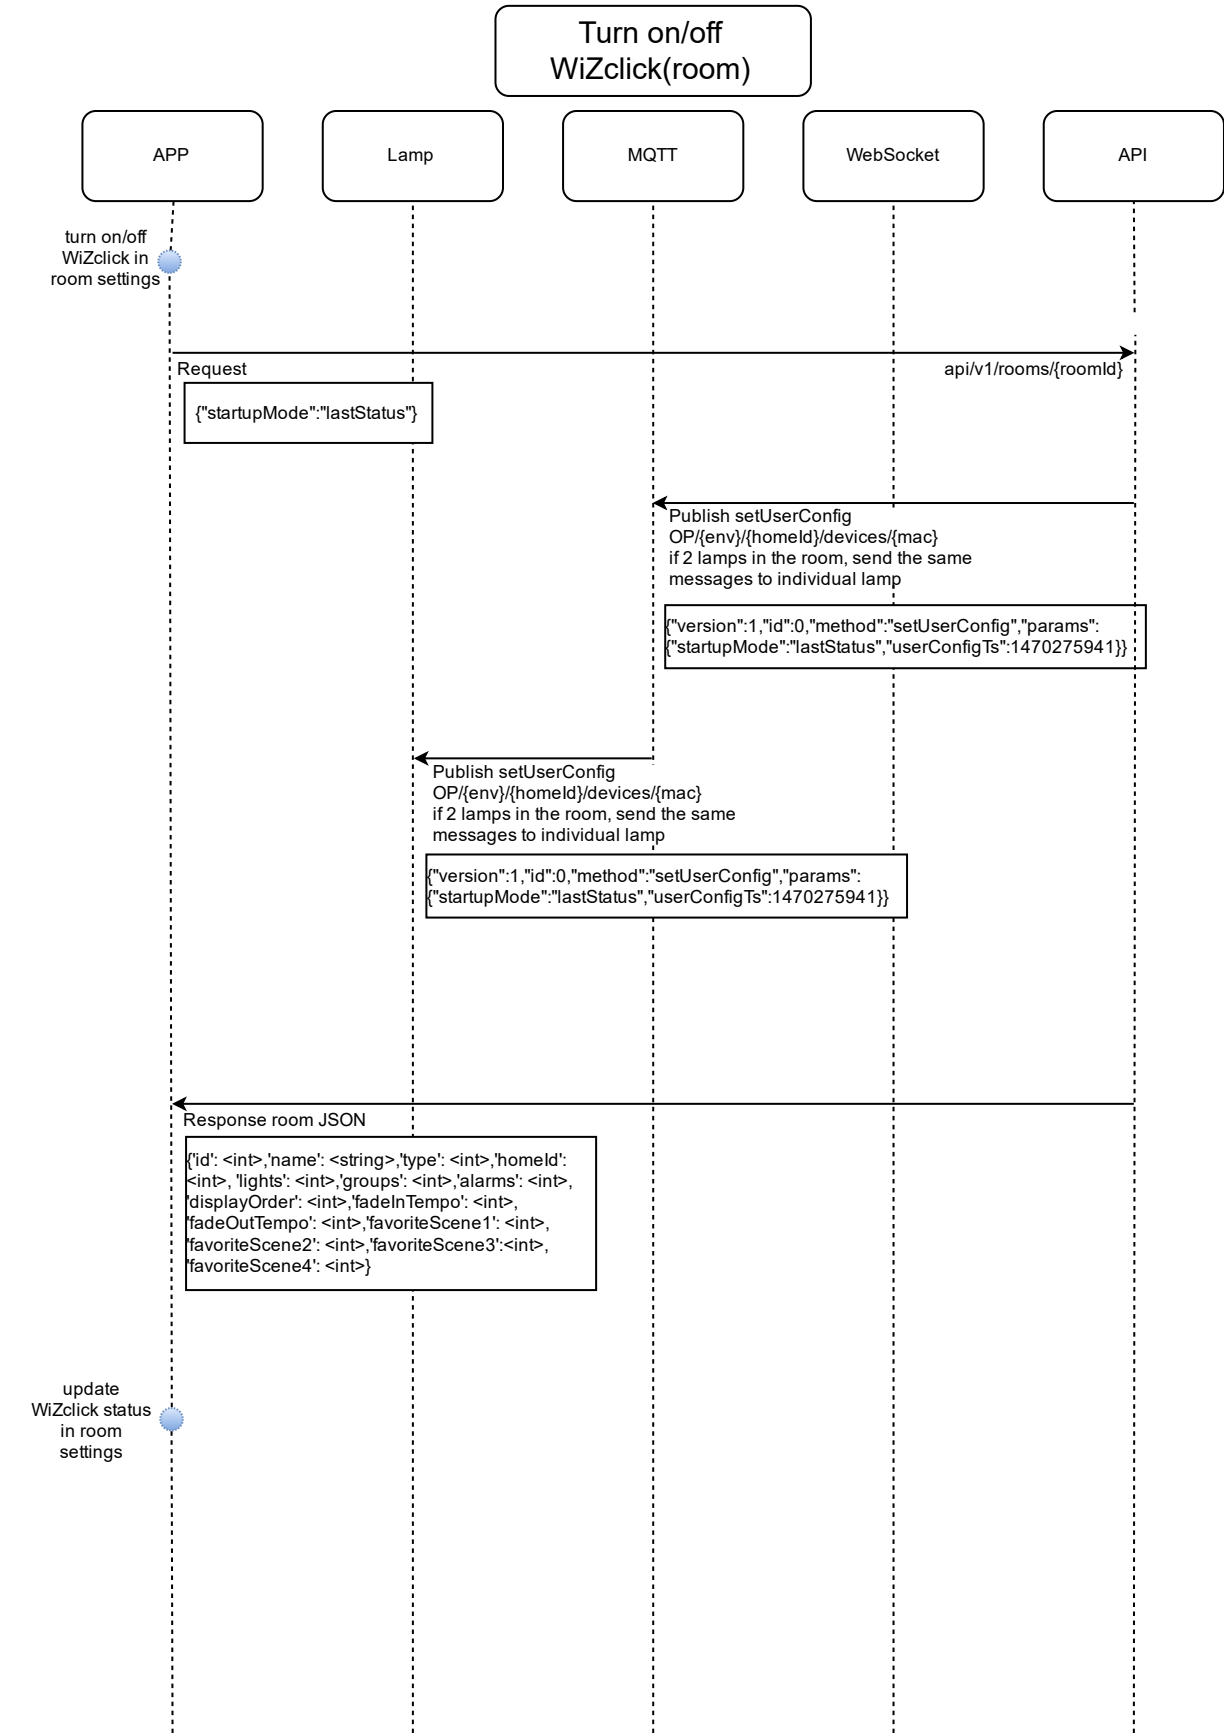 Turn on/off
WiZclick(room)
APP
Lamp
MQTT
WebSocket
API
turn on/off
WiZclick in
room settings
Request
api/v1/rooms/{roomId}
{"startupMode":"lastStatus"}
Publish setUserConfig
OP/{env}/{homeId}/devices/{mac}
if 2 lamps in the room, send the same
messages to individual lamp
{"version":1,"id":0,"method":"setUserConfig","params":
{"startupMode":"lastStatus","userConfigTs":1470275941}}
Publish setUserConfig
OP/{env}/{homeId}/devices/{mac}
if 2 lamps in the room, send the same
messages to individual lamp
{"version":1,"id":0,"method":"setUserConfig","params":
{"startupMode":"lastStatus","userConfigTs":1470275941}}
Response room JSON
{'id': <int>,'name': <string>,'type': <int>,'homeId':
<int>, 'lights': <int>,'groups': <int>,'alarms': <int>,
'displayOrder': <int>,'fadeInTempo': <int>,
'fadeOutTempo': <int>,'favoriteScene1': <int>,
'favoriteScene2': <int>,'favoriteScene3':<int>,
'favoriteScene4': <int>}
update
WiZclick status
in room
settings